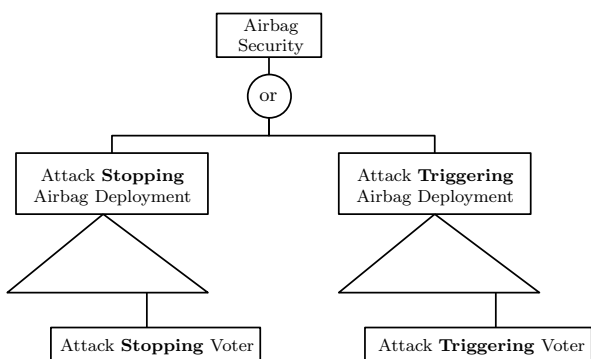 Airbag
Security
or
Attack Stopping
Airbag Deployment
Attack Triggering
Airbag Deployment
Attack Stopping Voter
Attack Triggering Voter